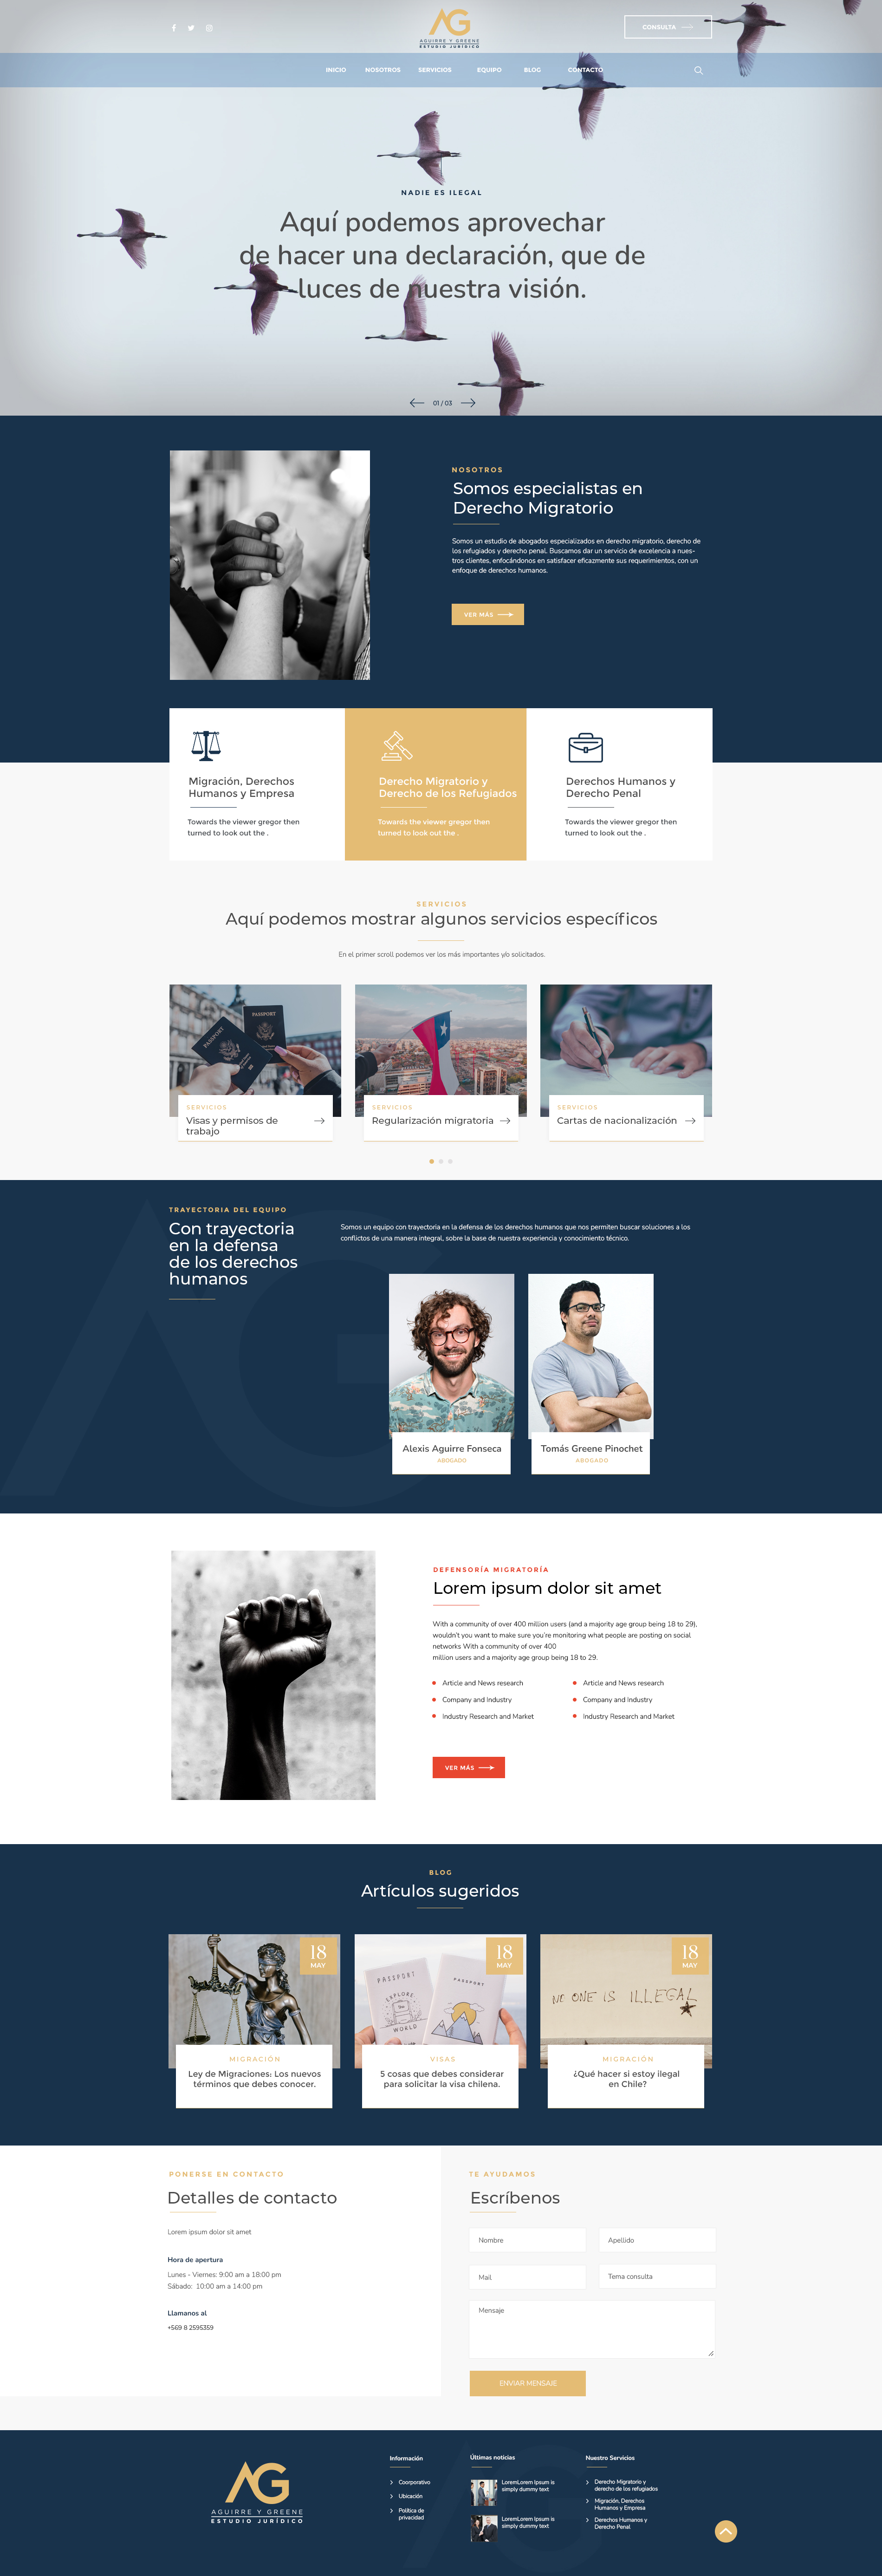 AG
AGUIRRE Y GREENE
ESTUDIO JURÍDICO
CONSULTA
INICIO NOSOTROS SERVICIOS EQUIPO BLOG CONTACTO
NADIE ES ILEGAL
Aquí podemos aprovechar
de hacer una declaración, que de
luces de nuestra visión.
01 / 03
NOSOTROS
Somos especialistas en
Derecho Migratorio
Somos un estudio de abogados especializados en derecho migratorio, derecho de
los refugiados y derecho penal. Buscamos dar un servicio de excelencia a nues-
tros clientes, enfocándonos en satisfacer eficazmente sus requerimientos, con un
enfoque de derechos humanos.
VER MÁS
Migración, Derechos
Humanos y Empresa
Towards the viewer gregor then
turned to look out the .
Derecho Migratorio y
Derecho de los Refugiados
Towards the viewer gregor then
turned to look out the .
Derechos Humanos y
Derecho Penal
Towards the viewer gregor then
turned to look out the .
SERVICIOS
Aquí podemos mostrar algunos servicios específicos
En el primer scroll podemos ver los más importantes y/o solicitados.
PASSPORT
PASSPORT
SERVICIOS
Visas y permisos de
trabajo
SERVICIOS
Regularización migratoria
SERVICIOS
Cartas de nacionalización
TRAYECTORIA DEL EQUIPO
Con trayectoria
en la defensa
de los derechos
humanos
Somos un equipo con trayectoria en la defensa de los derechos humanos que nos permiten buscar soluciones a los
conflictos de una manera integral, sobre la base de nuestra experiencia y conocimiento técnico.
Alexis Aguirre Fonseca
ABOGADO
Tomás Greene Pinochet
ABOGADO
DEFENSORÍA MIGRATORÍA
Lorem ipsum dolor sit amet
With a community of over 400 million users (and a majority age group being 18 to 29),
wouldn't you want to make sure you're monitoring what people are posting on social
networks With a community of over 400
million users and a majority age group being 18 to 29.
Article and News research
Company and Industry
Industry Research and Market
Article and News research
Company and Industry
Industry Research and Market
VER MÁS
BLOG
Artículos sugeridos
18
MAY
MIGRACIÓN
Ley de Migraciones: Los nuevos
términos que debes conocer.
PASSPORT
EXPLORE
WORLD
PASSPORT
18
MAY
VISAS
5 cosas que debes considerar
para solicitar la visa chilena.
NO ONE IS ILLEGAL
18
MAY
MIGRACIÓN
¿Qué hacer si estoy ilegal
en Chile?
PONERSE EN CONTACTO
Detalles de contacto
Lorem ipsum dolor sit amet
Hora de apertura
Lunes - Viernes: 9:00 am a 18:00 pm
Sábado: 10:00 am a 14:00 pm
Llamanos al
+569 8 2595359
TE AYUDAMOS
Escríbenos
Nombre
Apellido
Mail
Tema consulta
Mensaje
ENVIAR MENSAJE
AG
AGUIRRE Y GREENE
ESTUDIO JURÍDICO
Información
Coorporativo
Ubicación
Política de
privacidad
Últimas noticias
LoremLorem Ipsum is
simply dummy text
LoremLorem Ipsum is
simply dummy text
Nuestro Servicios
Derecho Migratorio y
derecho de los refugiados
Migración, Derechos
Humanos y Empresa
Derechos Humanos y
Derecho Penal